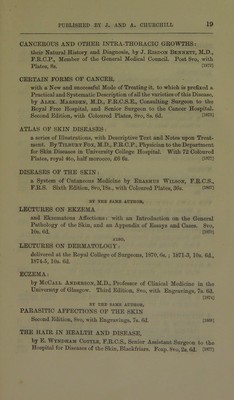 PUBLISHED BY J. AND A. CHURCHILL 19
CANCEROUS AND OTHER INTRA-THORACIC GROWTHS:
their Natural History and Diagnosis, by J. RISDON BENNETT, M.D.,
F.R.C.P., Member of the General Medical Council. Post 8vo, with
Plates, 8s. [1872]
CERTAIN FORMS OF CANCER,
with a New and successful Mode of Treating it, to which is prefixed a
Practical and Systematic Description of all the varieties of this Disease,
by ALEX. MARSDEN, M.D., F.R.C.S.E., Consulting Surgeon to the
Royal Free Hospital, and Senior Surgeon to the Cancer Hospital.
Second Edition, with Coloured Plates, 8vo, 8s. 6d. [1873]
ATLAS OF SKIN DISEASES:
a series of Illustrations, with Descriptive Text and Notes upon Treat-
ment. By TILBURY FOX, M.D., F.R.C.P., Physician to the Department
for Skin Diseases in University College Hospital. With 72 Coloured
Plates, royal 4to, half morocco, £6 6s. [1877]
DISEASES OF THE SKIN:
a System of Cutaneous Medicine by ERASMUS WILSON, F.R.C.S.,
F.R.S. Sixth Edition, 8vo, 18s., with Coloured Plates, 36s. [1867]
BY THE SAME AUTHOR,
LECTURES ON EKZEMA
and Ekzematous Affections: with an Introduction on the General
Pathology of the Skin, and an Appendix of Essays and Cases. 8vo,
10s. 6d. [1870]
ALSO,
LECTURES ON DERMATOLOGY:
delivered at the Royal College of Surgeons, 1870, 6s.; 1871-3, 10s. 6d.,
1874-5, 10s. 6d.
ECZEMA:
by McCALL ANDERSON, M.D., Professor of Clinical Medicine in the
University of Glasgow. Third Edition, 8vo, with Engravings, 7s. 6d.
[1874]
BY THE SAME AUTHOR,
PARASITIC AFFECTIONS OF THE SKIN
Second Edition, 8vo, with Engravings, 7s. 6d. [1868]
THE HAIR IN HEALTH AND DISEASE,
by E. WYNDHAM COTTLE, F.R.C.S., Senior Assistant Surgeon to the
Hospital for Diseases of the Skin, Blackfriars. Fcap. 8vo, 2s. 6d. [1877]